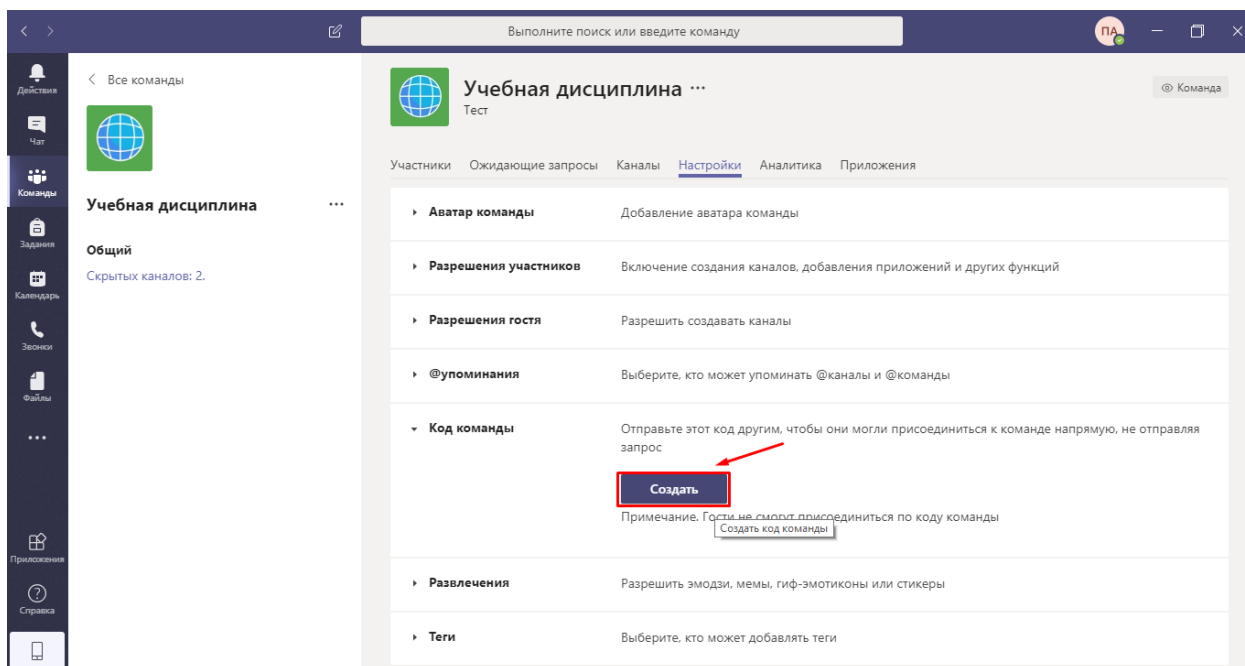 Выполните поиск или введите команду
ПА
Действия
Чат
Команды
Задания
Календарь
Звонки
Файлы
Приложения
Справка
Все команды
Учебная дисциплина ...
Общий
Скрытых каналов: 2.
Учебная дисциплина ...
Тест
Команда
Участники Ожидающие запросы Каналы Настройки Аналитика Приложения
Аватар команды Добавление аватара команды
Разрешения участников Включение создания каналов, добавления приложений и других функций
Разрешения гостя Разрешить создавать каналы
@упоминания Выберите, кто может упоминать @каналы и @команды
Код команды Отправьте этот код другим, чтобы они могли присоединиться к команде напрямую, не отправляя
запрос
Создать
Примечание. Гости не смогут присоединиться по коду команды
Создать код команды
Развлечения Разрешить эмодзи, мемы, гиф-эмотиконы или стикеры
Теги Выберите, кто может добавлять теги